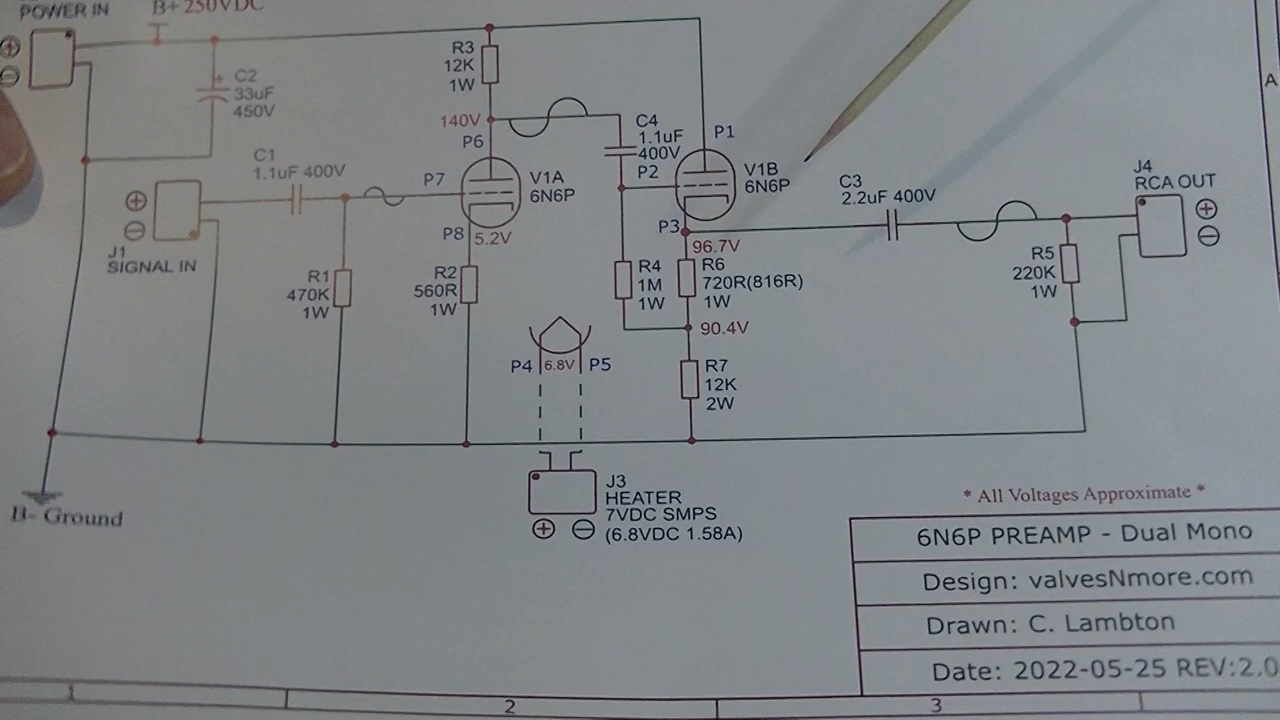 POWER IN
B+ 250VDC
C2
33uF
450V
R3
12K
1W
140V
P6
C4
1.1uF
400V
P1
P2
C1
1.1uF 400V
P7
V1A
6N6P
V1B
6N6P
C3
2.2uF 400V
J4
RCA OUT
A
J1
SIGNAL IN
P8
5.2V
P3
96.7V
R1
470K
1W
R2
560R
1W
R4
1M
1W
R6
720R(816R)
1W
R5
220K
1W
90.4V
P4
6.8V
P5
R7
12K
2W
B- Ground
J3
HEATER
7VDC SMPS
(6.8VDC 1.58A)
* All Voltages Approximate *
6N6P PREAMP - Dual Mono
Design: valvesNmore.com
Drawn: C. Lambton
Date: 2022-05-25 REV:2.0
1
2
3